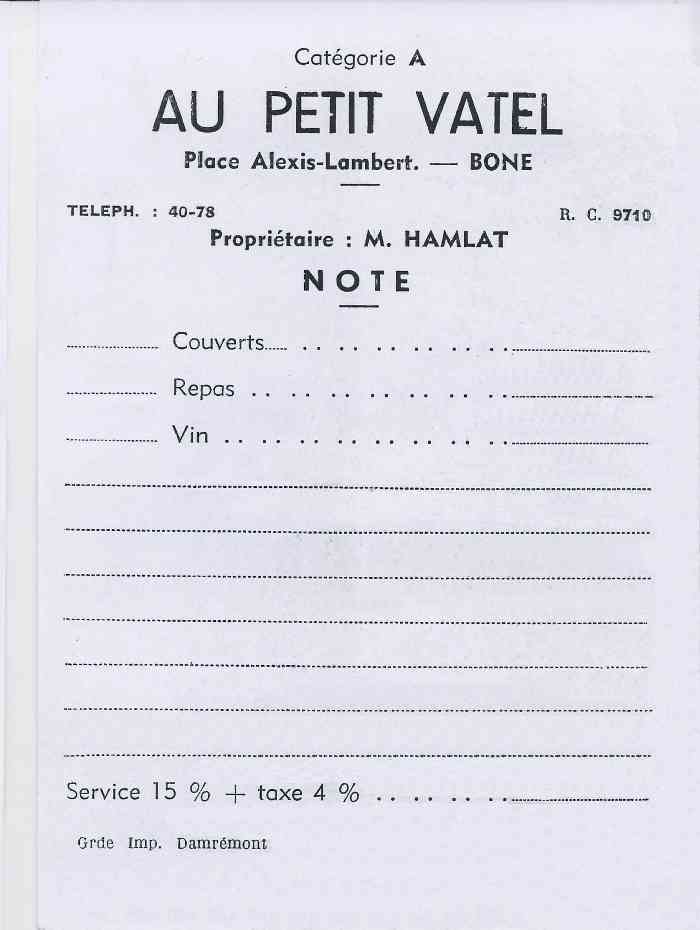 Catégorie A
AU PETIT VATEL
Place Alexis-Lambert. — BONE
TELEPH. : 40-78 R. C. 9710
Propriétaire : M. HAMLAT
NOTE
Couverts
Repas
Vin
Service 15 % + taxe 4 %
Grde Imp. Damrémont